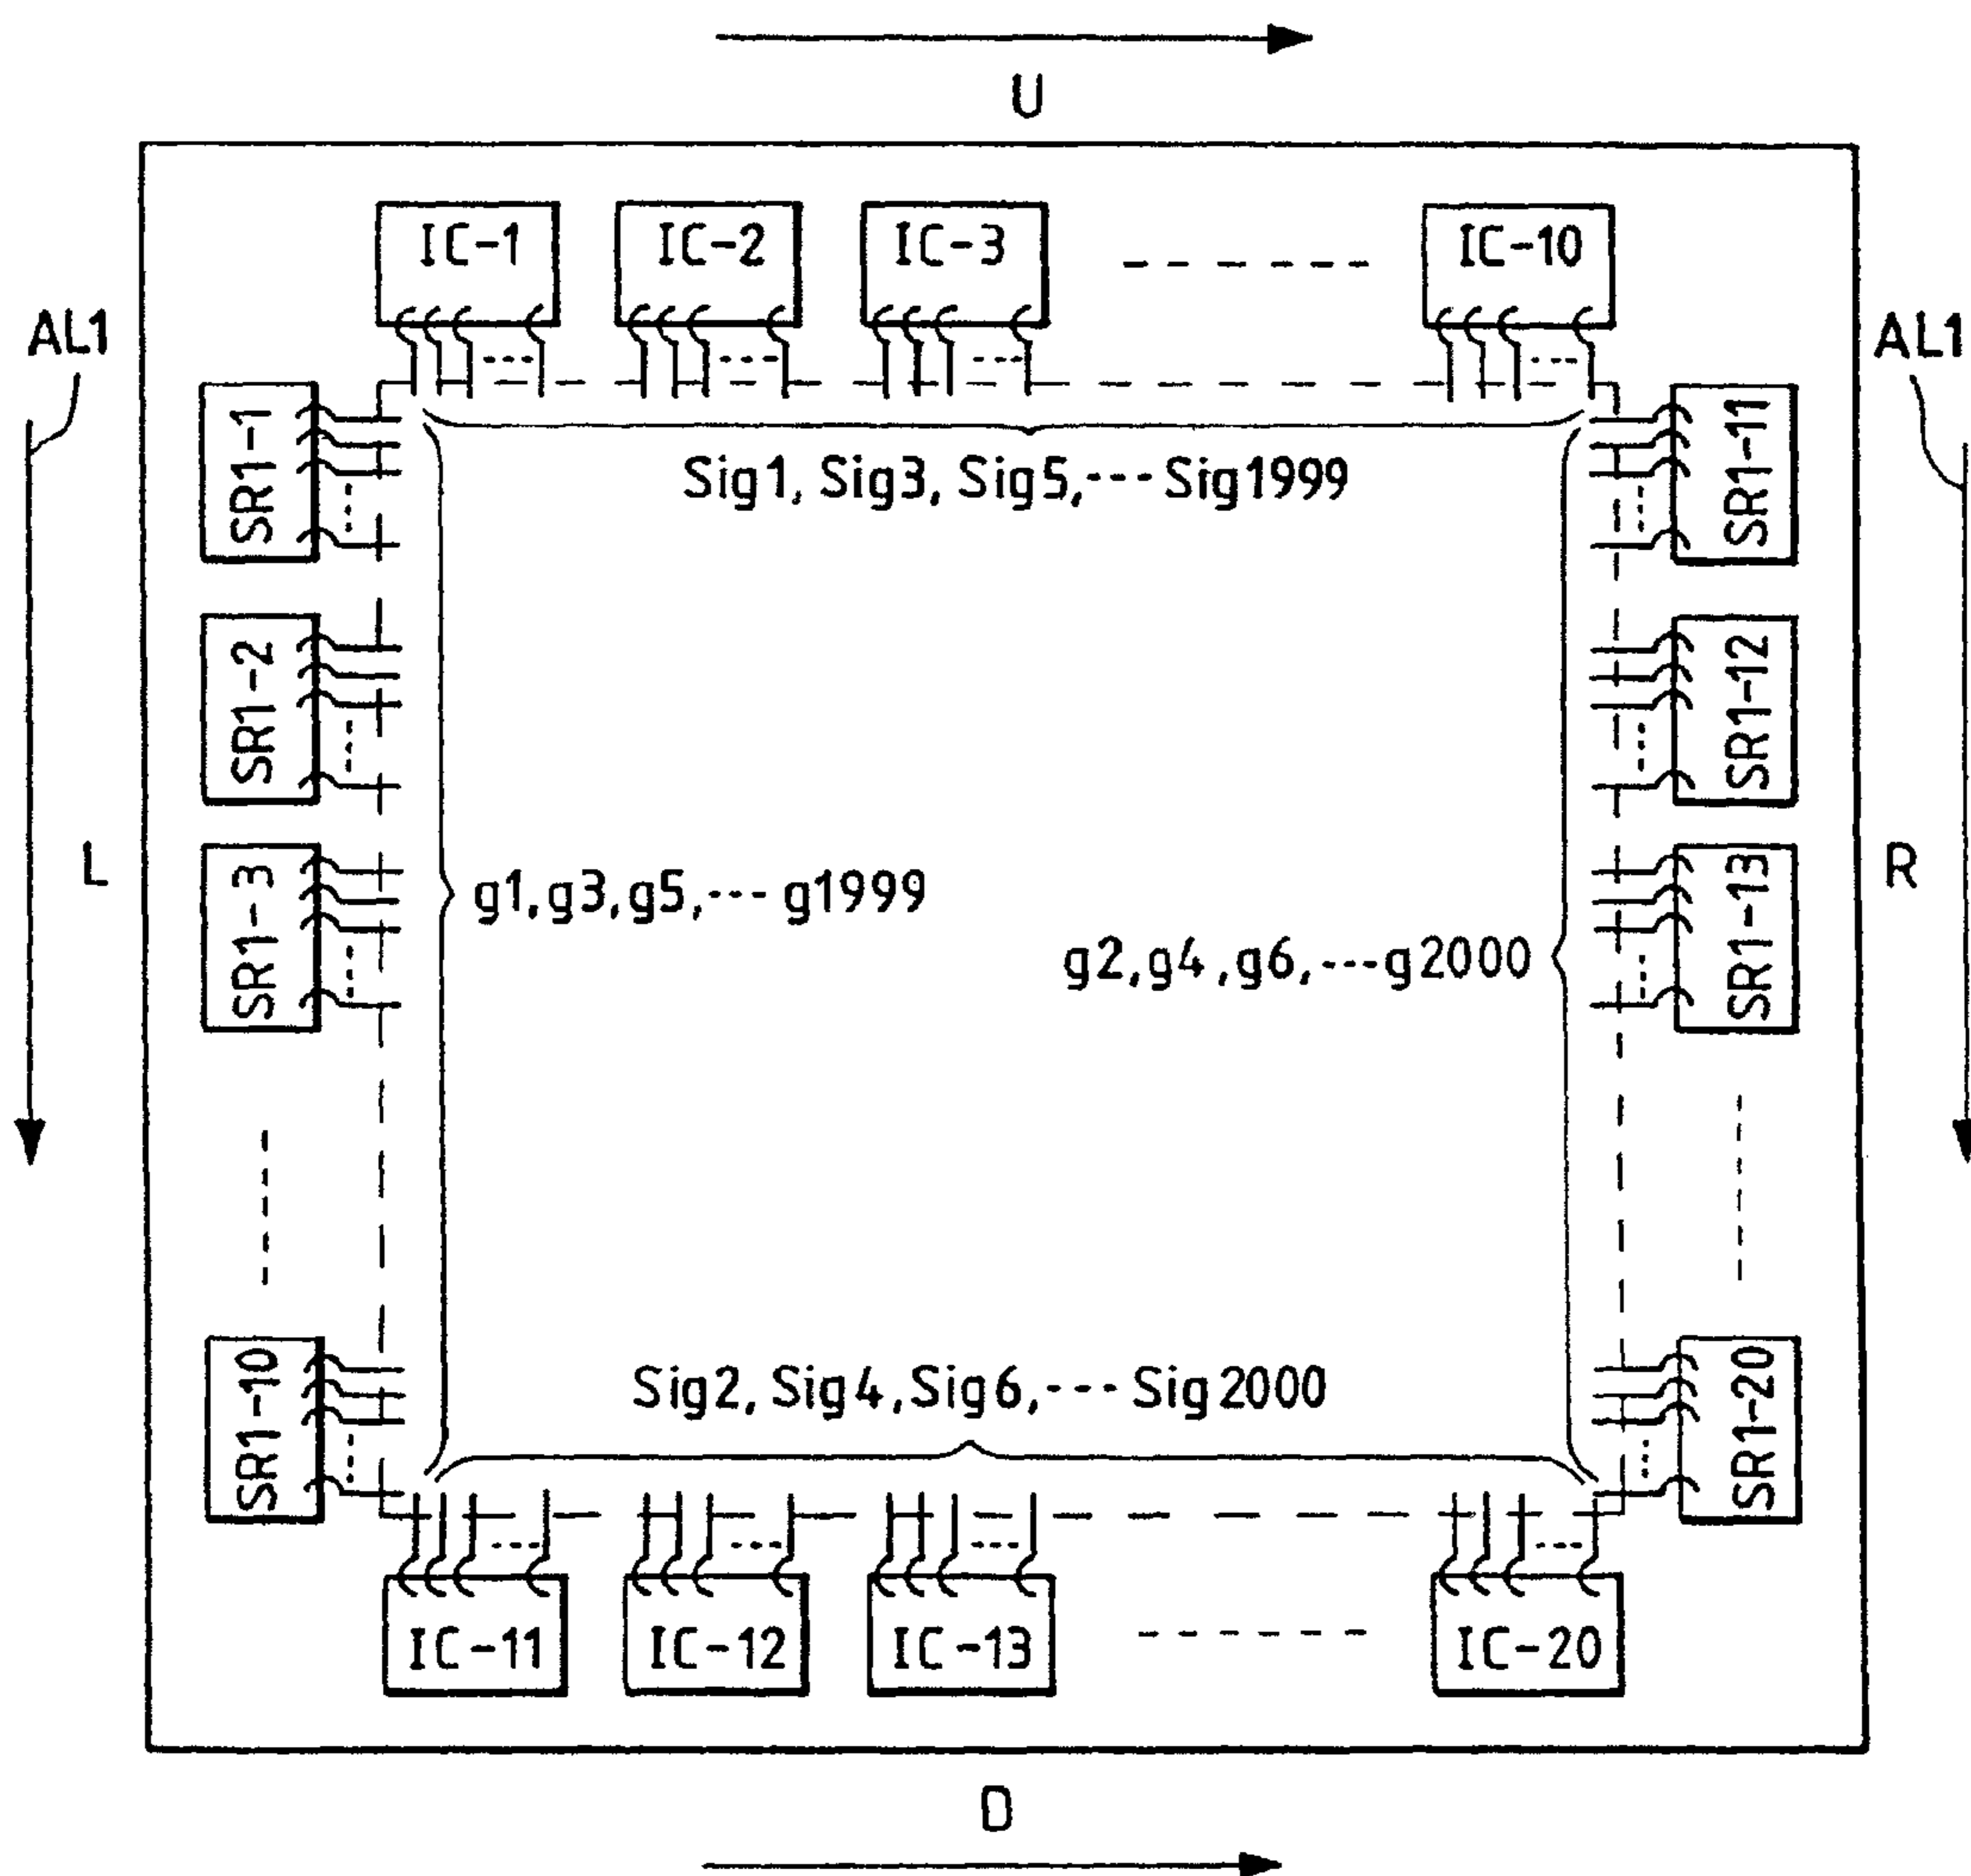 U
IC-1 IC-2 IC-3 IC-10
AL1 AL1
SR1-1 SR1-11
Sig1, Sig3, Sig5,--- Sig1999
SR1-2 SR1-12
SR1-3 SR1-13
L R
g1,g3,g5,--- g1999
g2,g4,g6,---g2000
SR1-10 SR1-20
Sig2, Sig4,Sig6,--- Sig2000
IC-11 IC-12 IC-13 IC-20
D